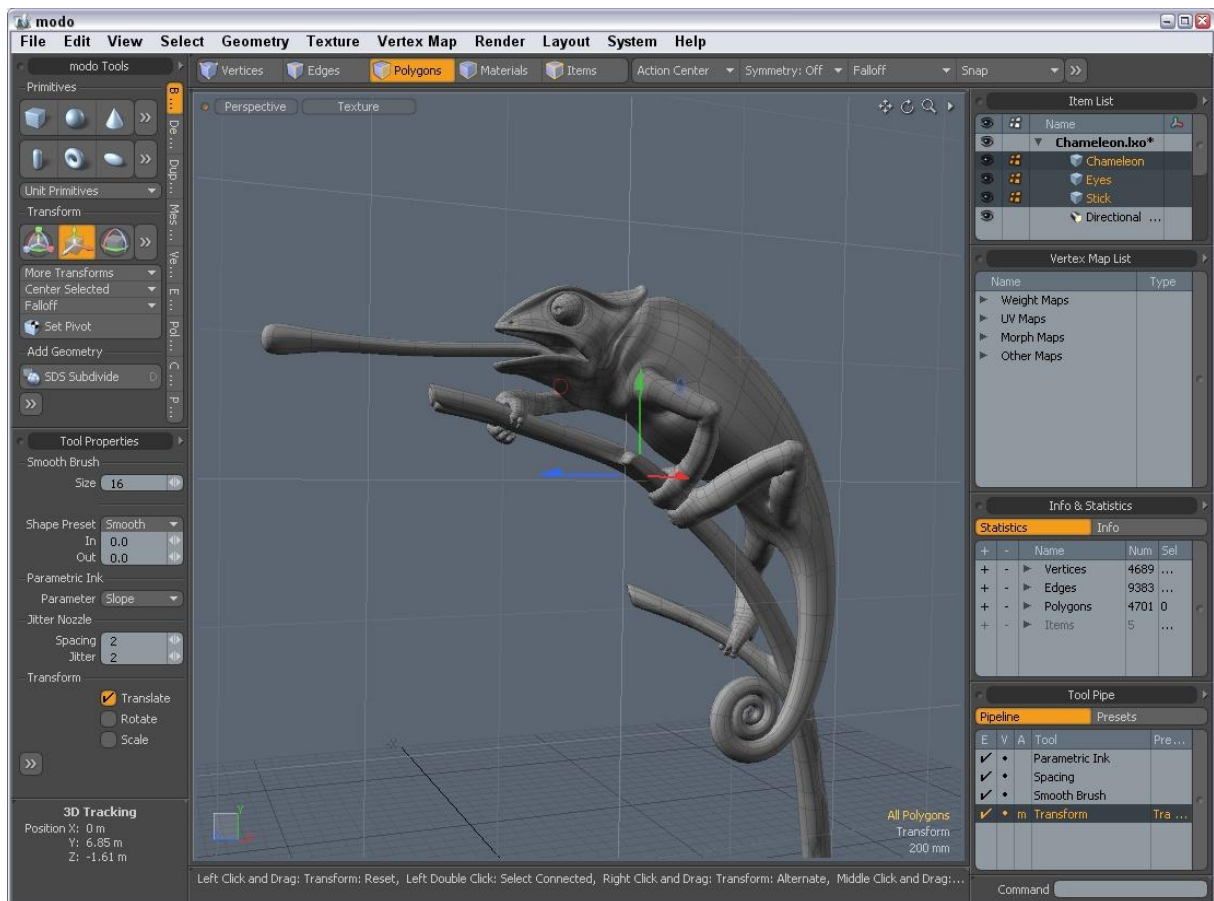 modo
File Edit View Select Geometry Texture Vertex Map Render Layout System Help
modo Tools
Primitives
Unit Primitives
Transform
More Transforms
Center Selected
Falloff
Set Pivot
Add Geometry
SDS Subdivide D
B ...
De ...
Dup...
Mes ...
Ve ...
E ...
Pol ...
C ...
P ...
Tool Properties
Smooth Brush
Size 16
Shape Preset Smooth
In 0.0
Out 0.0
Parametric Ink
Parameter Slope
Jitter Nozzle
Spacing 2
Jitter 2
Transform
Translate
Rotate
Scale
3D Tracking
Position X: 0 m
Y: 6.85 m
Z: -1.61 m
Vertices Edges Polygons Materials Items Action Center Symmetry: Off Falloff Snap
Perspective Texture
-X
Y
All Polygons
Transform
200 mm
Left Click and Drag: Transform: Reset, Left Double Click: Select Connected, Right Click and Drag: Transform: Alternate, Middle Click and Drag:...
Item List
Name
Chameleon.lxo*
Chameleon
Eyes
Stick
Directional ...
Vertex Map List
Name Type
Weight Maps
UV Maps
Morph Maps
Other Maps
Info & Statistics
Statistics Info
+ - Name Num Sel
+ - Vertices 4689 ...
+ - Edges 9383 ...
+ - Polygons 4701 0
+ - Items 5 ...
Tool Pipe
Pipeline Presets
E V A Tool Pre...
Parametric Ink
Spacing
Smooth Brush
m Transform Tra ...
Command